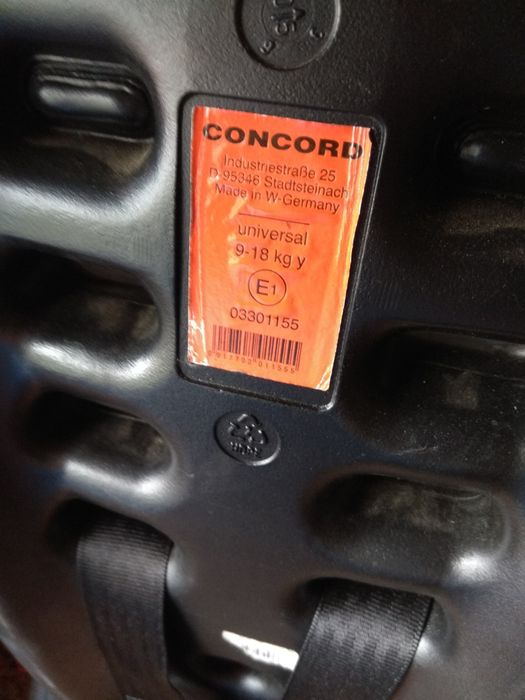 CONCORD
Industriestraße 25
D-95346 Stadtsteinach
Made in W-Germany
universal
9-18 kg y
E1
03301155